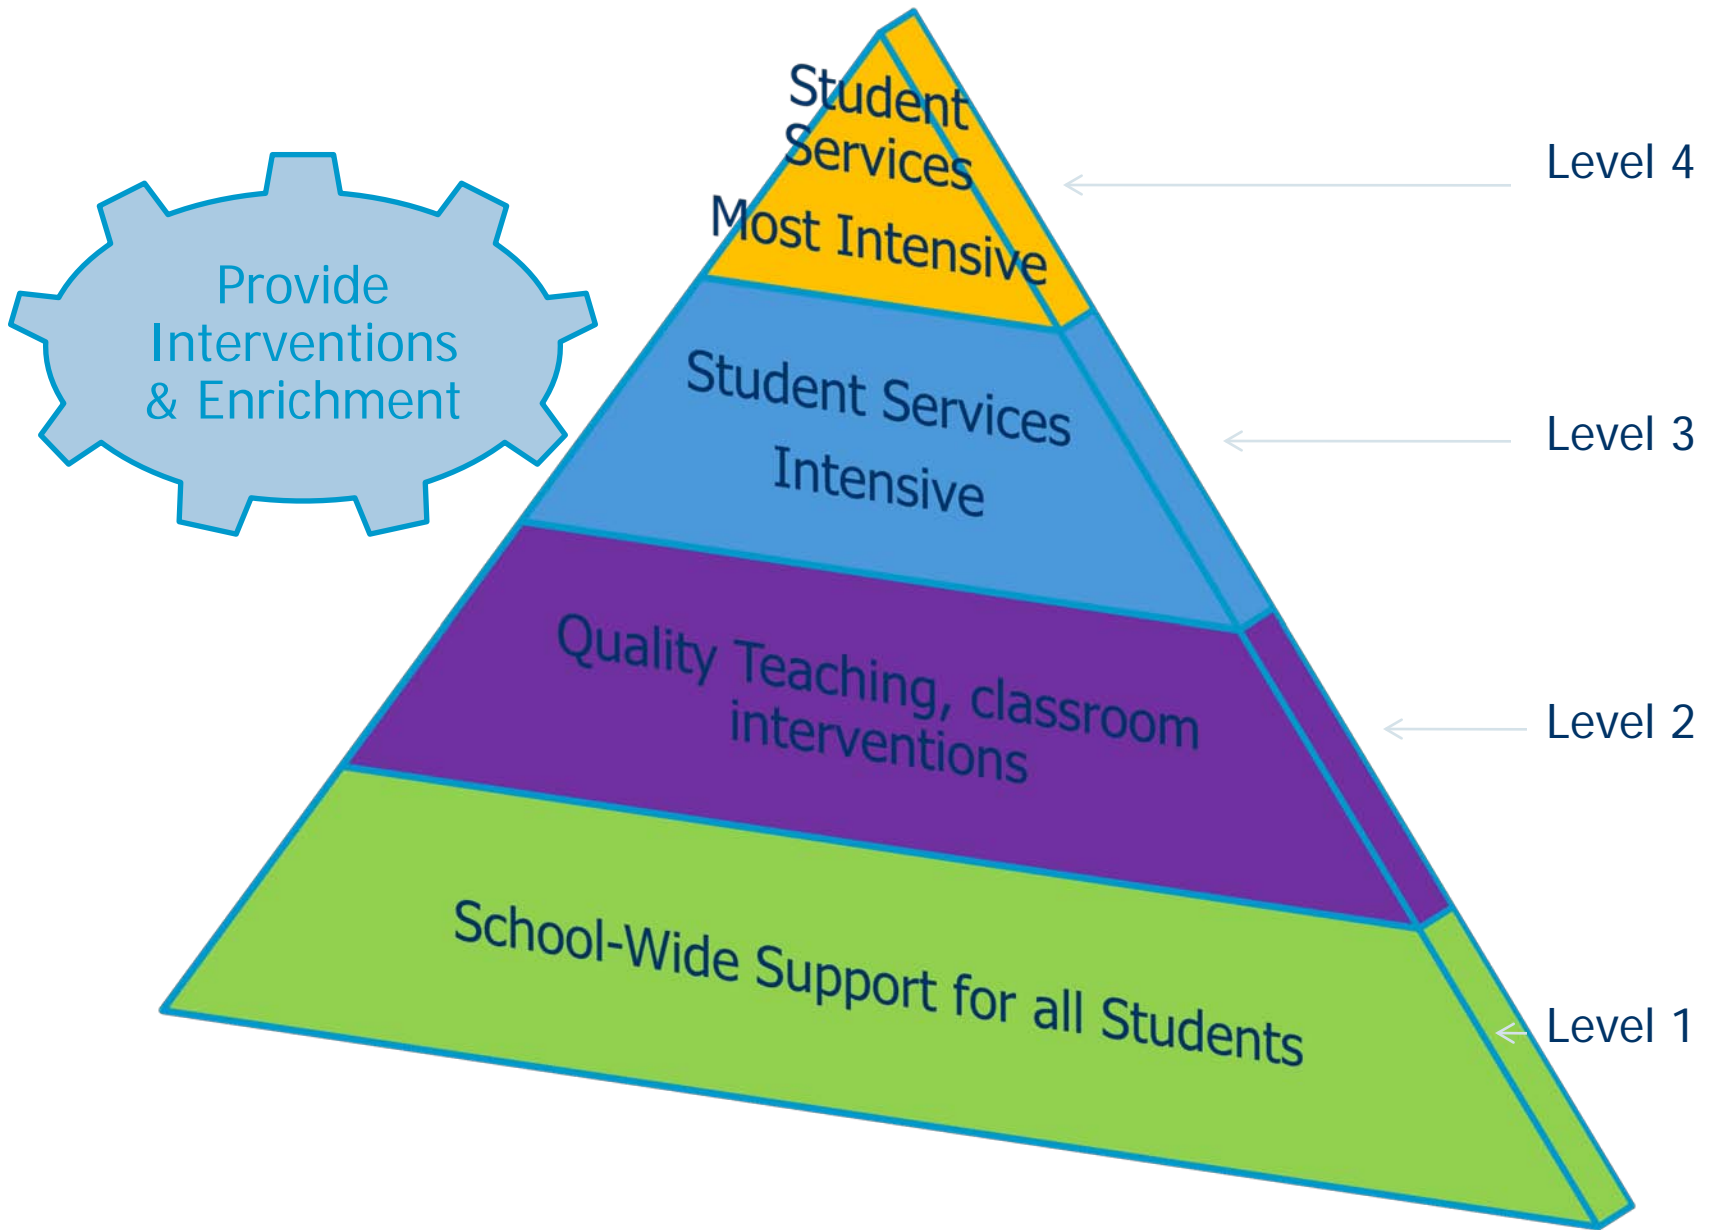 Provide
Interventions
& Enrichment
Student
Services
Most Intensive
Student Services
Intensive
Quality Teaching, classroom
interventions
School-Wide Support for all Students
Level 4
Level 3
Level 2
Level 1